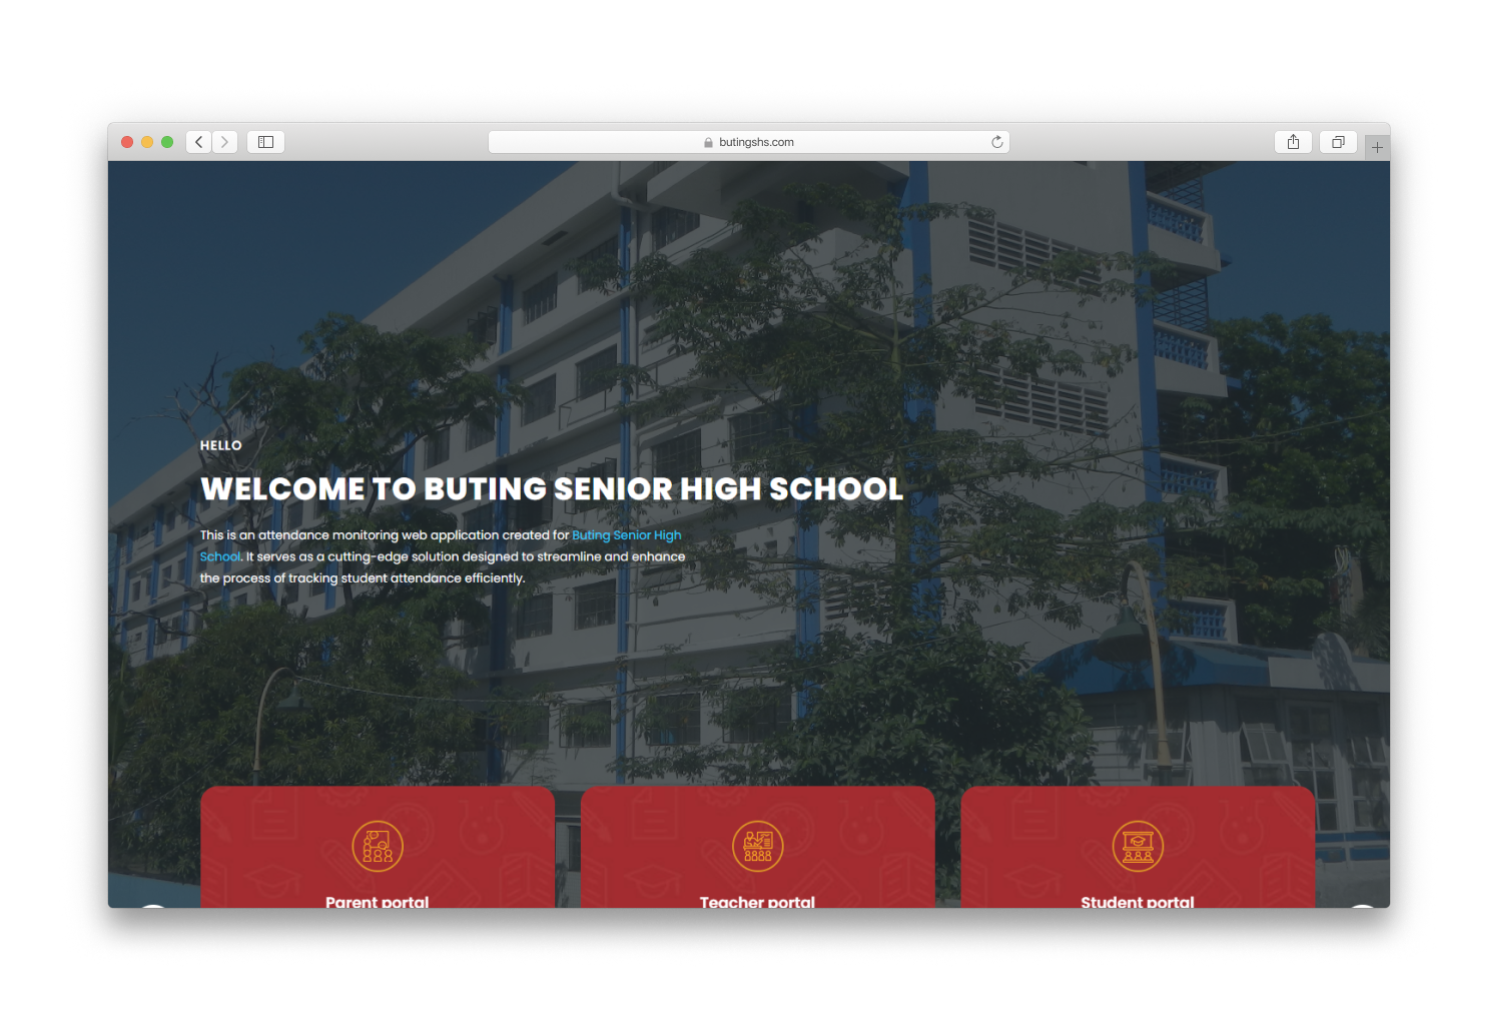 butingshs.com
HELLO
WELCOME TO BUTING SENIOR HIGH SCHOOL
This is an attendance monitoring web application created for Buting Senior High
School. It serves as a cutting-edge solution designed to streamline and enhance
the process of tracking student attendance efficiently.
Parent portal
Teacher portal
Student portal